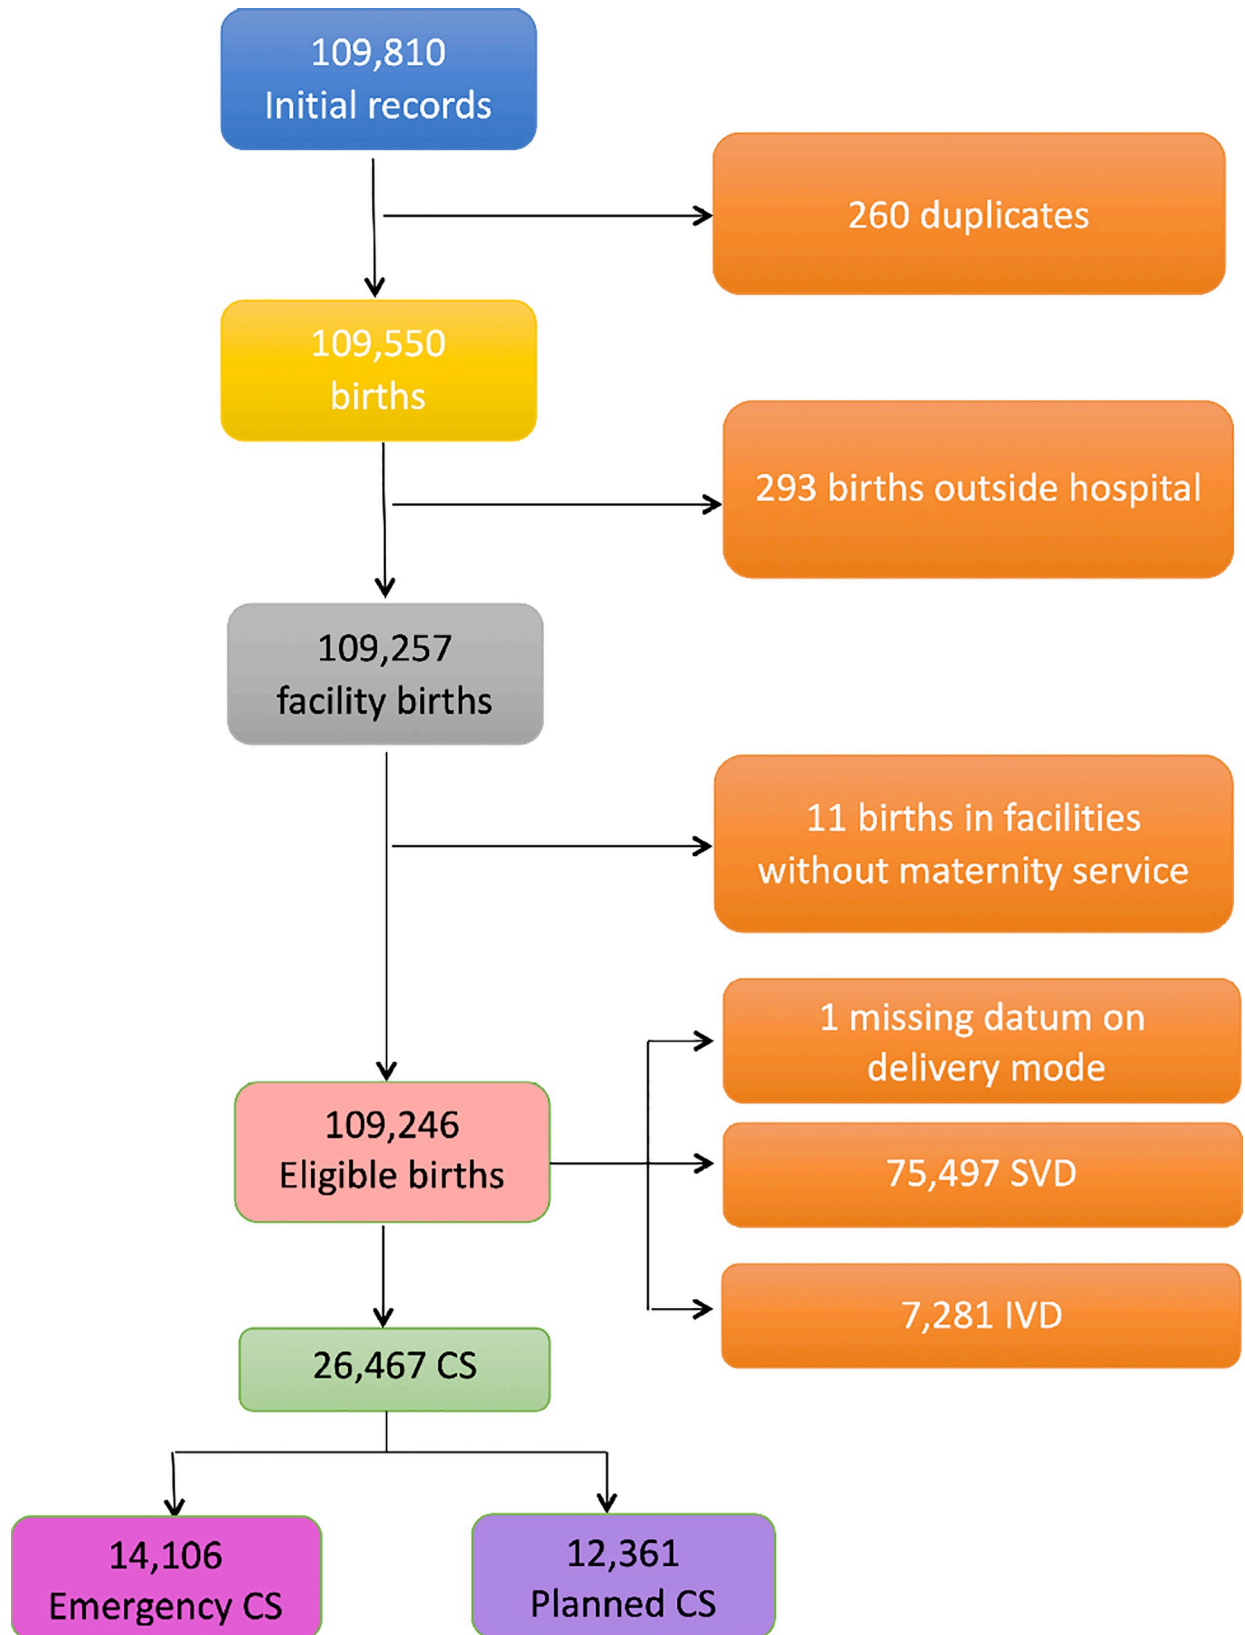 109,810
Initial records
260 duplicates
109,550
births
293 births outside hospital
109,257
facility births
11 births in facilities
without maternity service
1 missing datum on
delivery mode
109,246
Eligible births
75,497 SVD
7,281 IVD
26,467 CS
14,106
Emergency CS
12,361
Planned CS